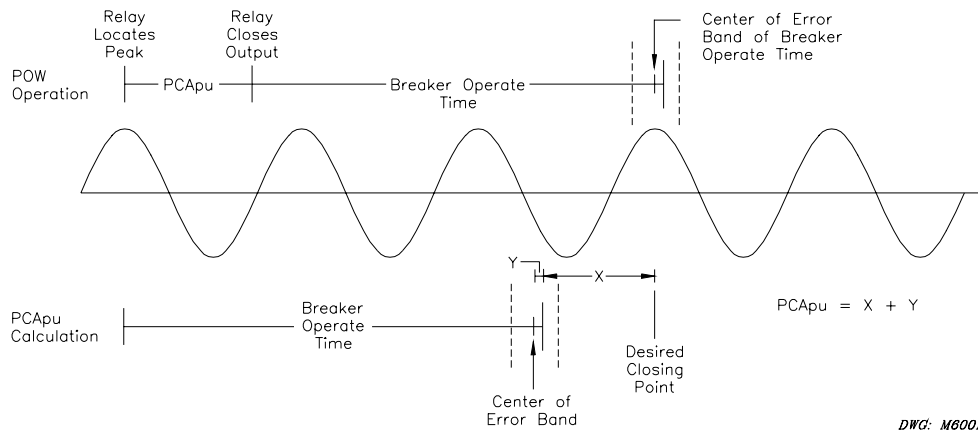 Relay
Locates
Peak
Relay
Closes
Output
Center of Error
Band of Breaker
Operate Time
POW
Operation
PCApu
Breaker Operate
Time
Y
X
PCApu = X + Y
PCApu
Calculation
Breaker
Operate
Time
Desired
Closing
Point
Center of
Error Band